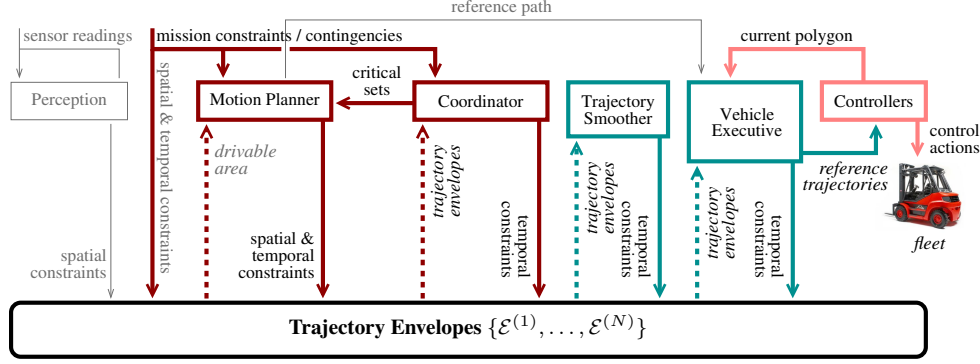 reference path
sensor readings
mission constraints / contingencies
current polygon
Perception
spatial & temporal constraints
Motion Planner
critical
sets
Coordinator
Trajectory
Smoother
Vehicle
Executive
Controllers
control
actions
drivable
area
trajectory
envelopes
trajectory
envelopes
trajectory
envelopes
reference
trajectories
spatial
constraints
spatial &
temporal
constraints
temporal
constraints
temporal
constraints
temporal
constraints
fleet
Trajectory Envelopes {ℰ^(1), . . . , ℰ^(N)}